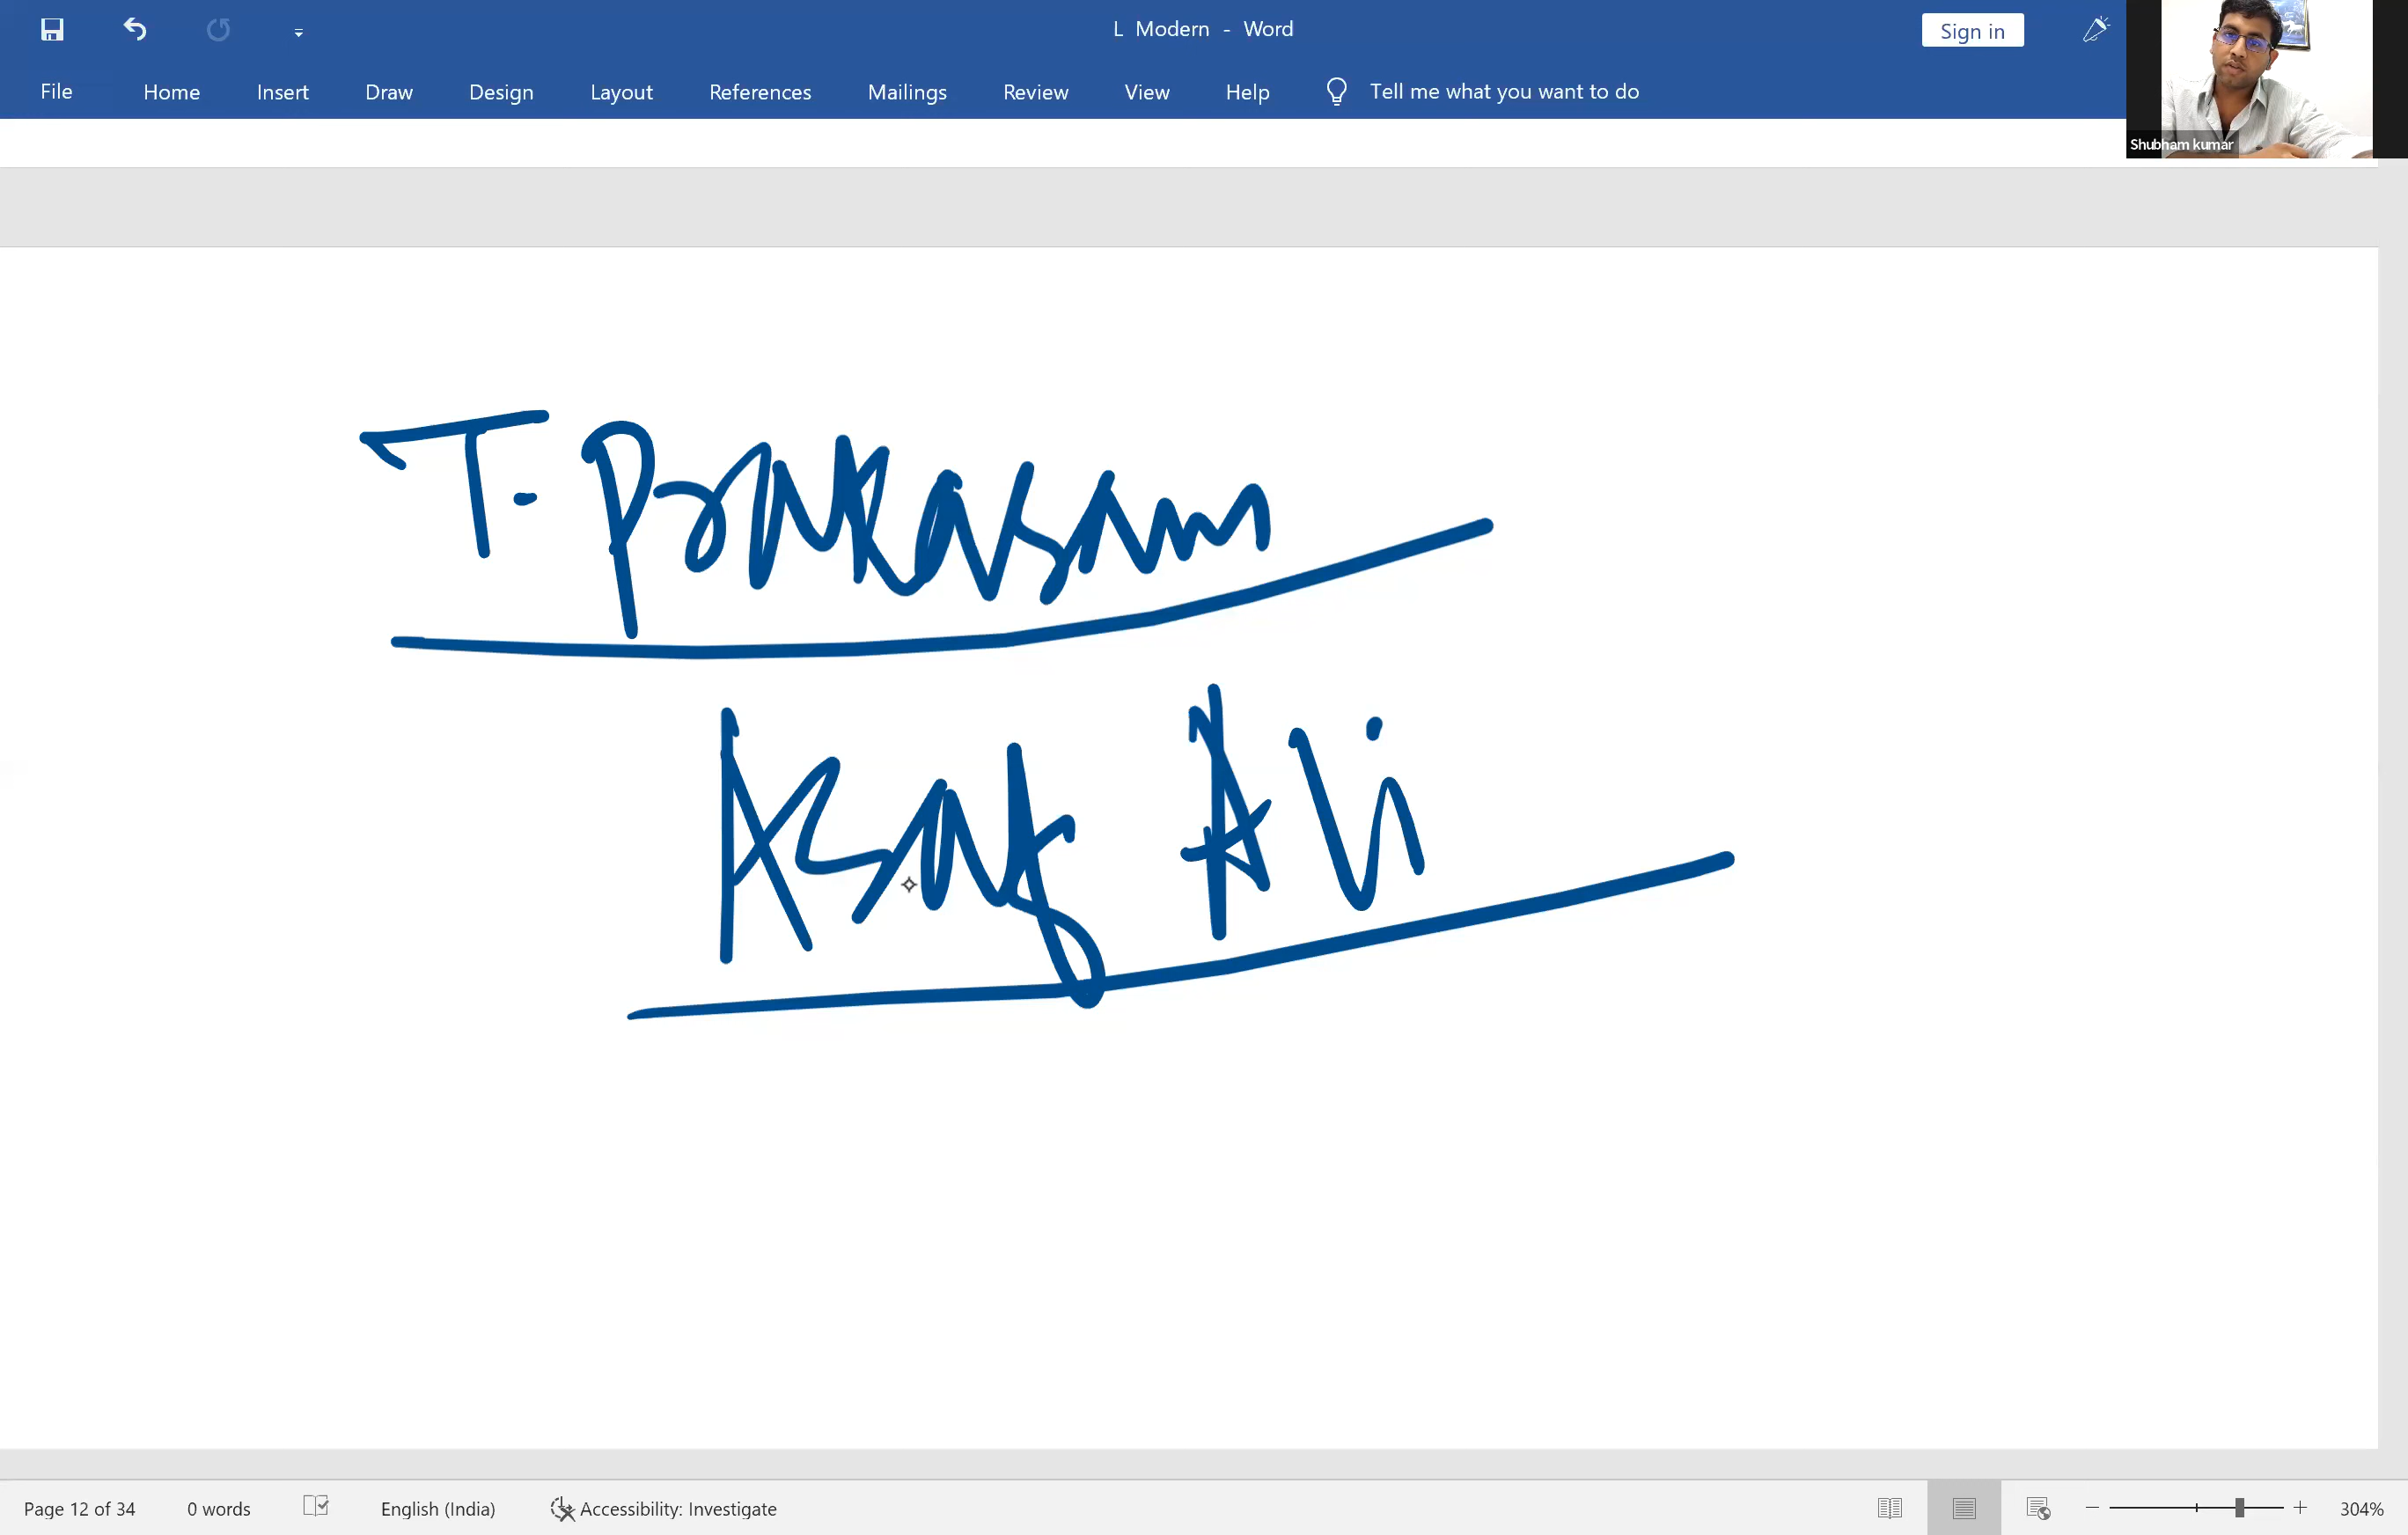 L Modern - Word
Sign in
File Home Insert Draw Design Layout References Mailings Review View Help Tell me what you want to do
Shubham kumar
T. Prakasam
Asaf Ali
Page 12 of 34 0 words English (India) Accessibility: Investigate 304%